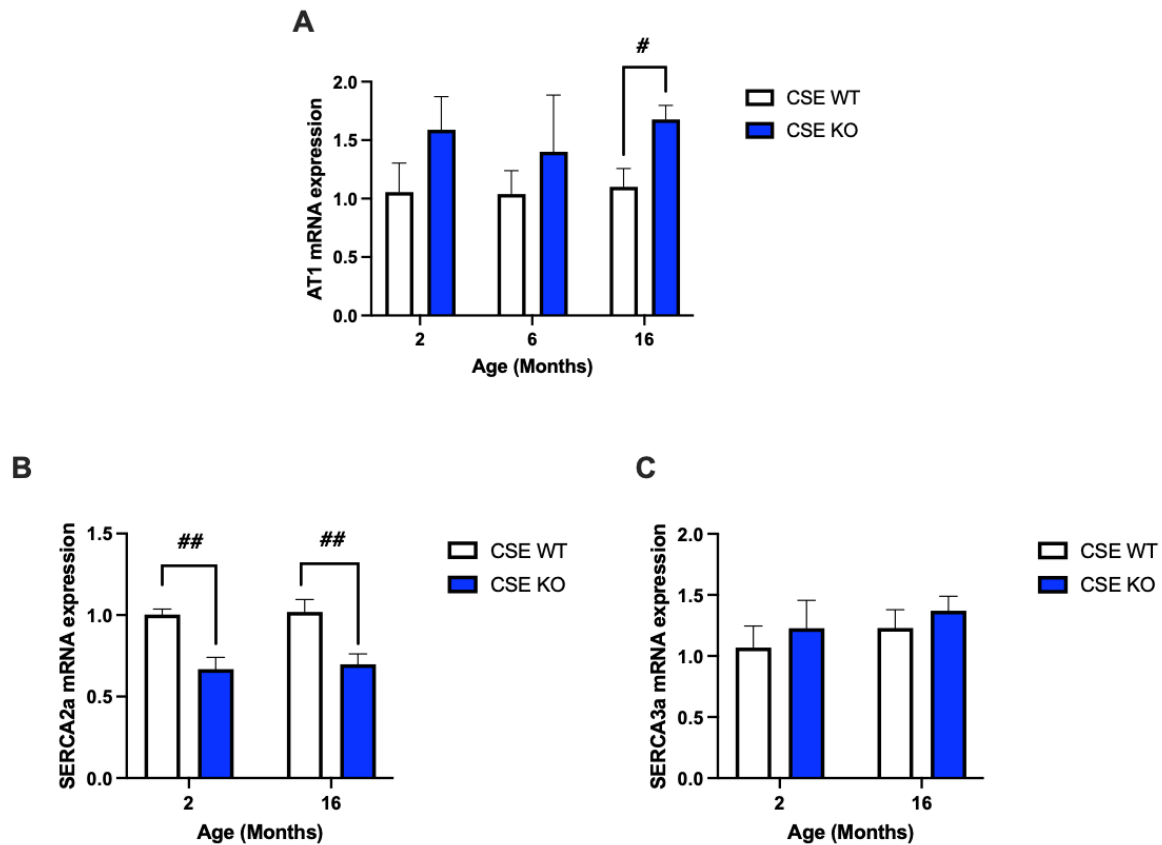 A
#
AT1 mRNA expression
2.0
1.5
1.0
0.5
0.0
2
6
16
Age (Months)
CSE WT
CSE KO
B
##
##
SERCA2a mRNA expression
1.5
1.0
0.5
0.0
2
16
Age (Months)
CSE WT
CSE KO
C
SERCA3a mRNA expression
2.0
1.5
1.0
0.5
0.0
2
16
Age (Months)
CSE WT
CSE KO